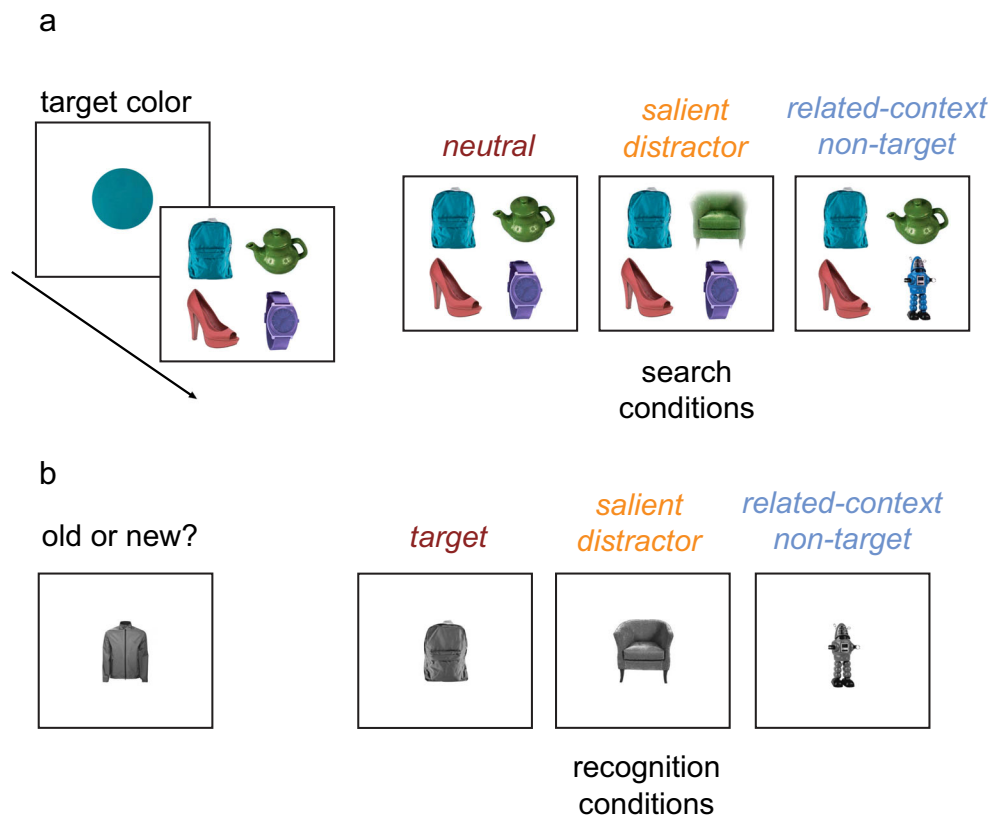 a
target color
neutral
salient
distractor
related-context
non-target
search
conditions
b
old or new?
target
salient
distractor
related-context
non-target
recognition
conditions